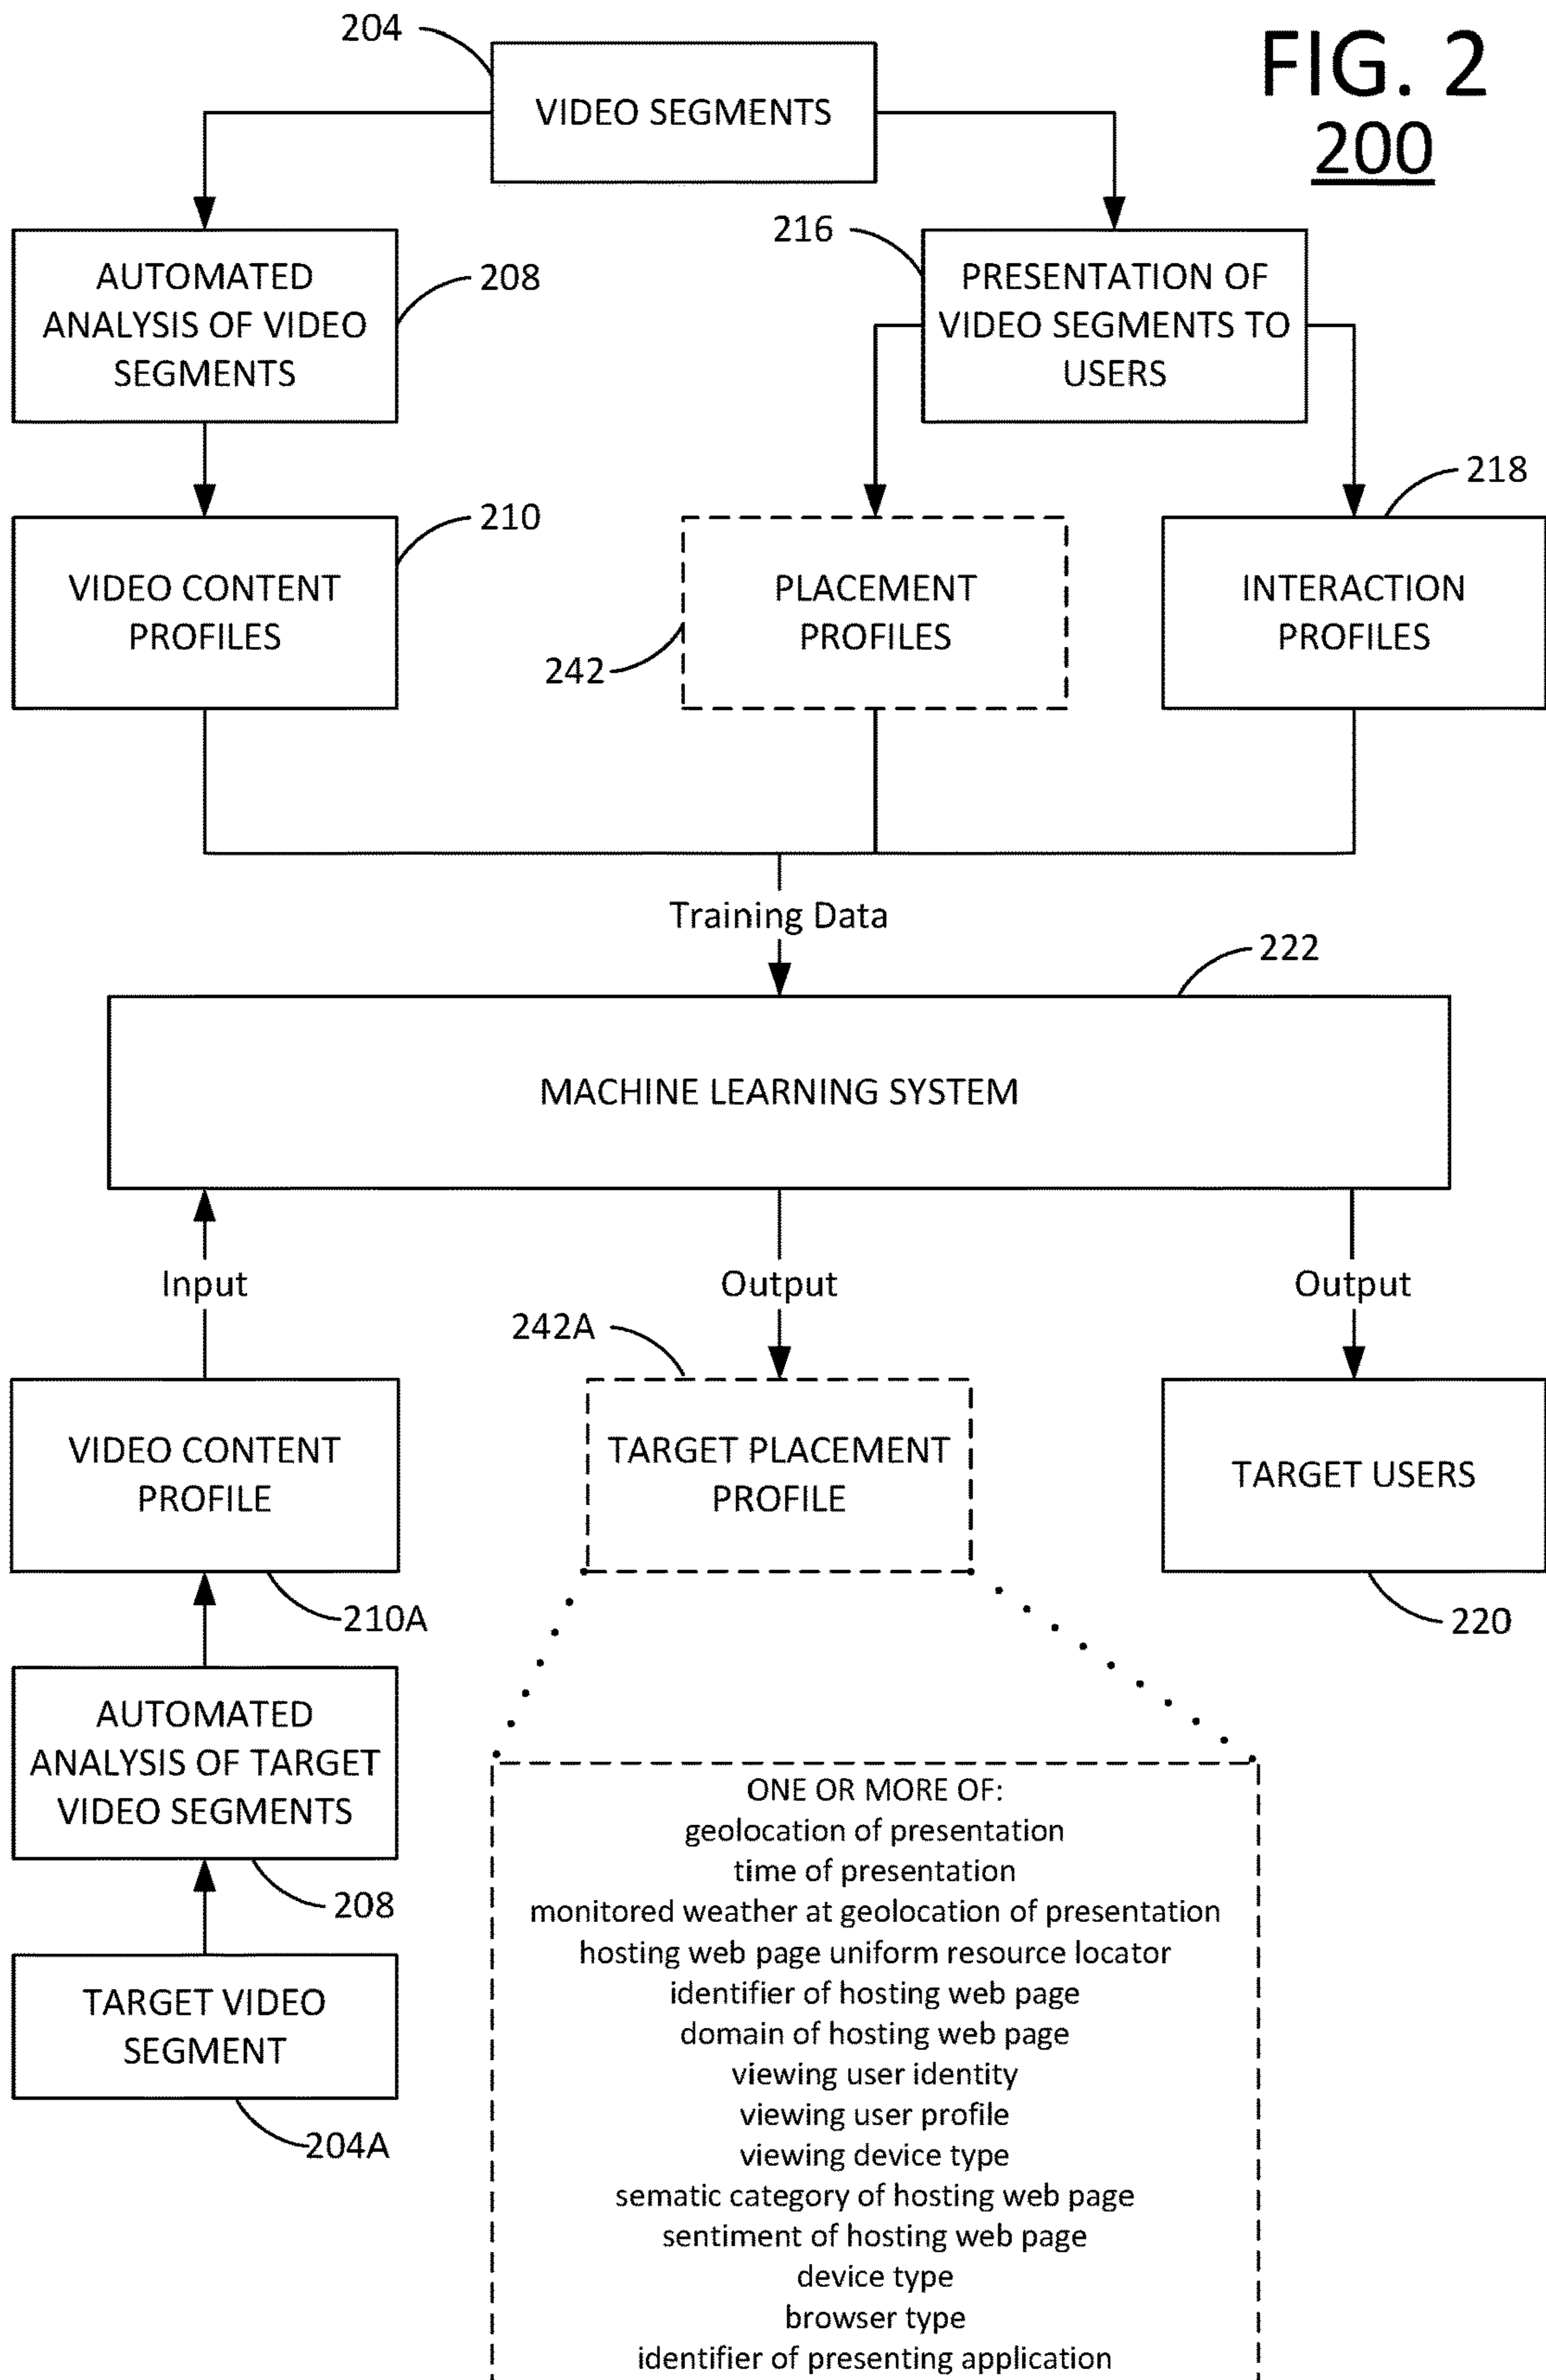 204
VIDEO SEGMENTS
FIG. 2
200
AUTOMATED
ANALYSIS OF VIDEO
SEGMENTS
208
216
PRESENTATION OF
VIDEO SEGMENTS TO
USERS
VIDEO CONTENT
PROFILES
210
PLACEMENT
PROFILES
242
INTERACTION
PROFILES
218
Training Data
222
MACHINE LEARNING SYSTEM
Input
Output
Output
242A
VIDEO CONTENT
PROFILE
210A
TARGET PLACEMENT
PROFILE
TARGET USERS
220
AUTOMATED
ANALYSIS OF TARGET
VIDEO SEGMENTS
208
TARGET VIDEO
SEGMENT
204A
ONE OR MORE OF:
geolocation of presentation
time of presentation
monitored weather at geolocation of presentation
hosting web page uniform resource locator
identifier of hosting web page
domain of hosting web page
viewing user identity
viewing user profile
viewing device type
sematic category of hosting web page
sentiment of hosting web page
device type
browser type
identifier of presenting application